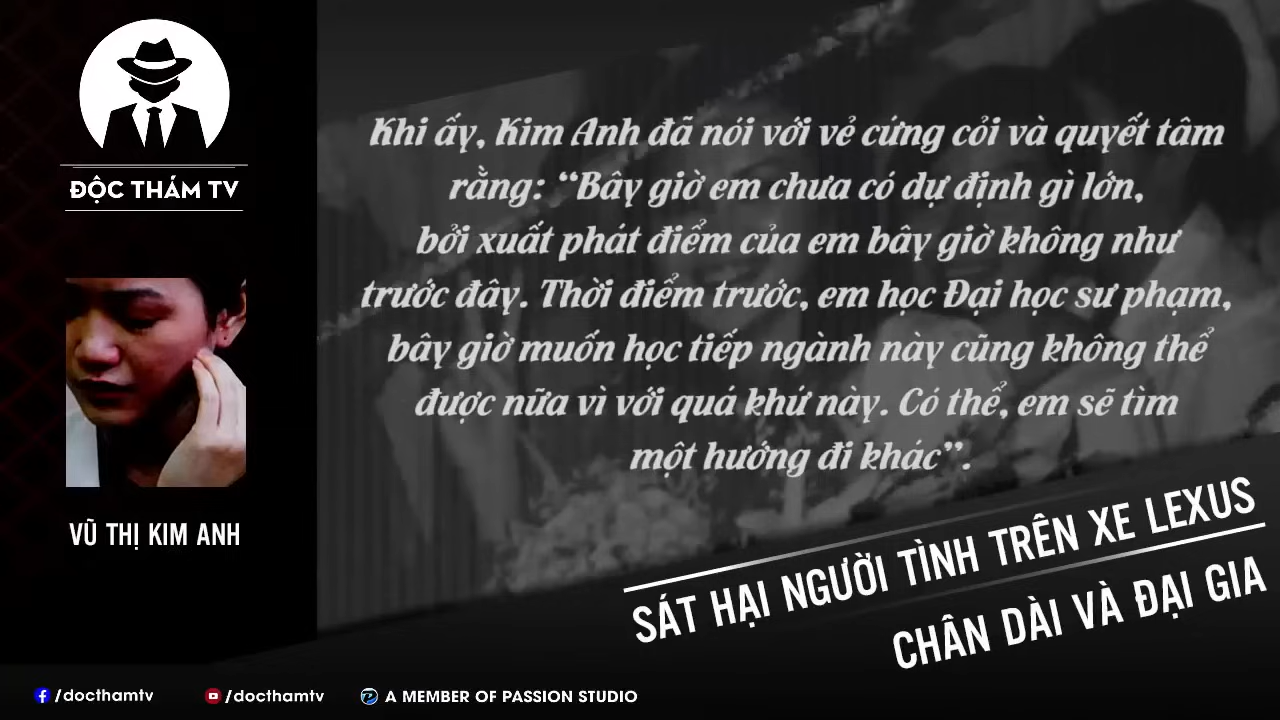 ĐỘC THÁM TV
VŨ THỊ KIM ANH
Khi ấy, Kim Anh đã nói với vẻ cứng cỏi và quyết tâm
rằng: “Bây giờ em chưa có dự định gì lớn,
bởi xuất phát điểm của em bây giờ không như
trước đây. Thời điểm trước, em học Đại học sư phạm,
bây giờ muốn học tiếp ngành này cũng không thể
được nữa vì với quá khứ này. Có thể, em sẽ tìm
một hướng đi khác”.
SÁT HẠI NGƯỜI TÌNH TRÊN XE LEXUS
CHÂN DÀI VÀ ĐẠI GIA
/docthamtv
/docthamtv
A MEMBER OF PASSION STUDIO